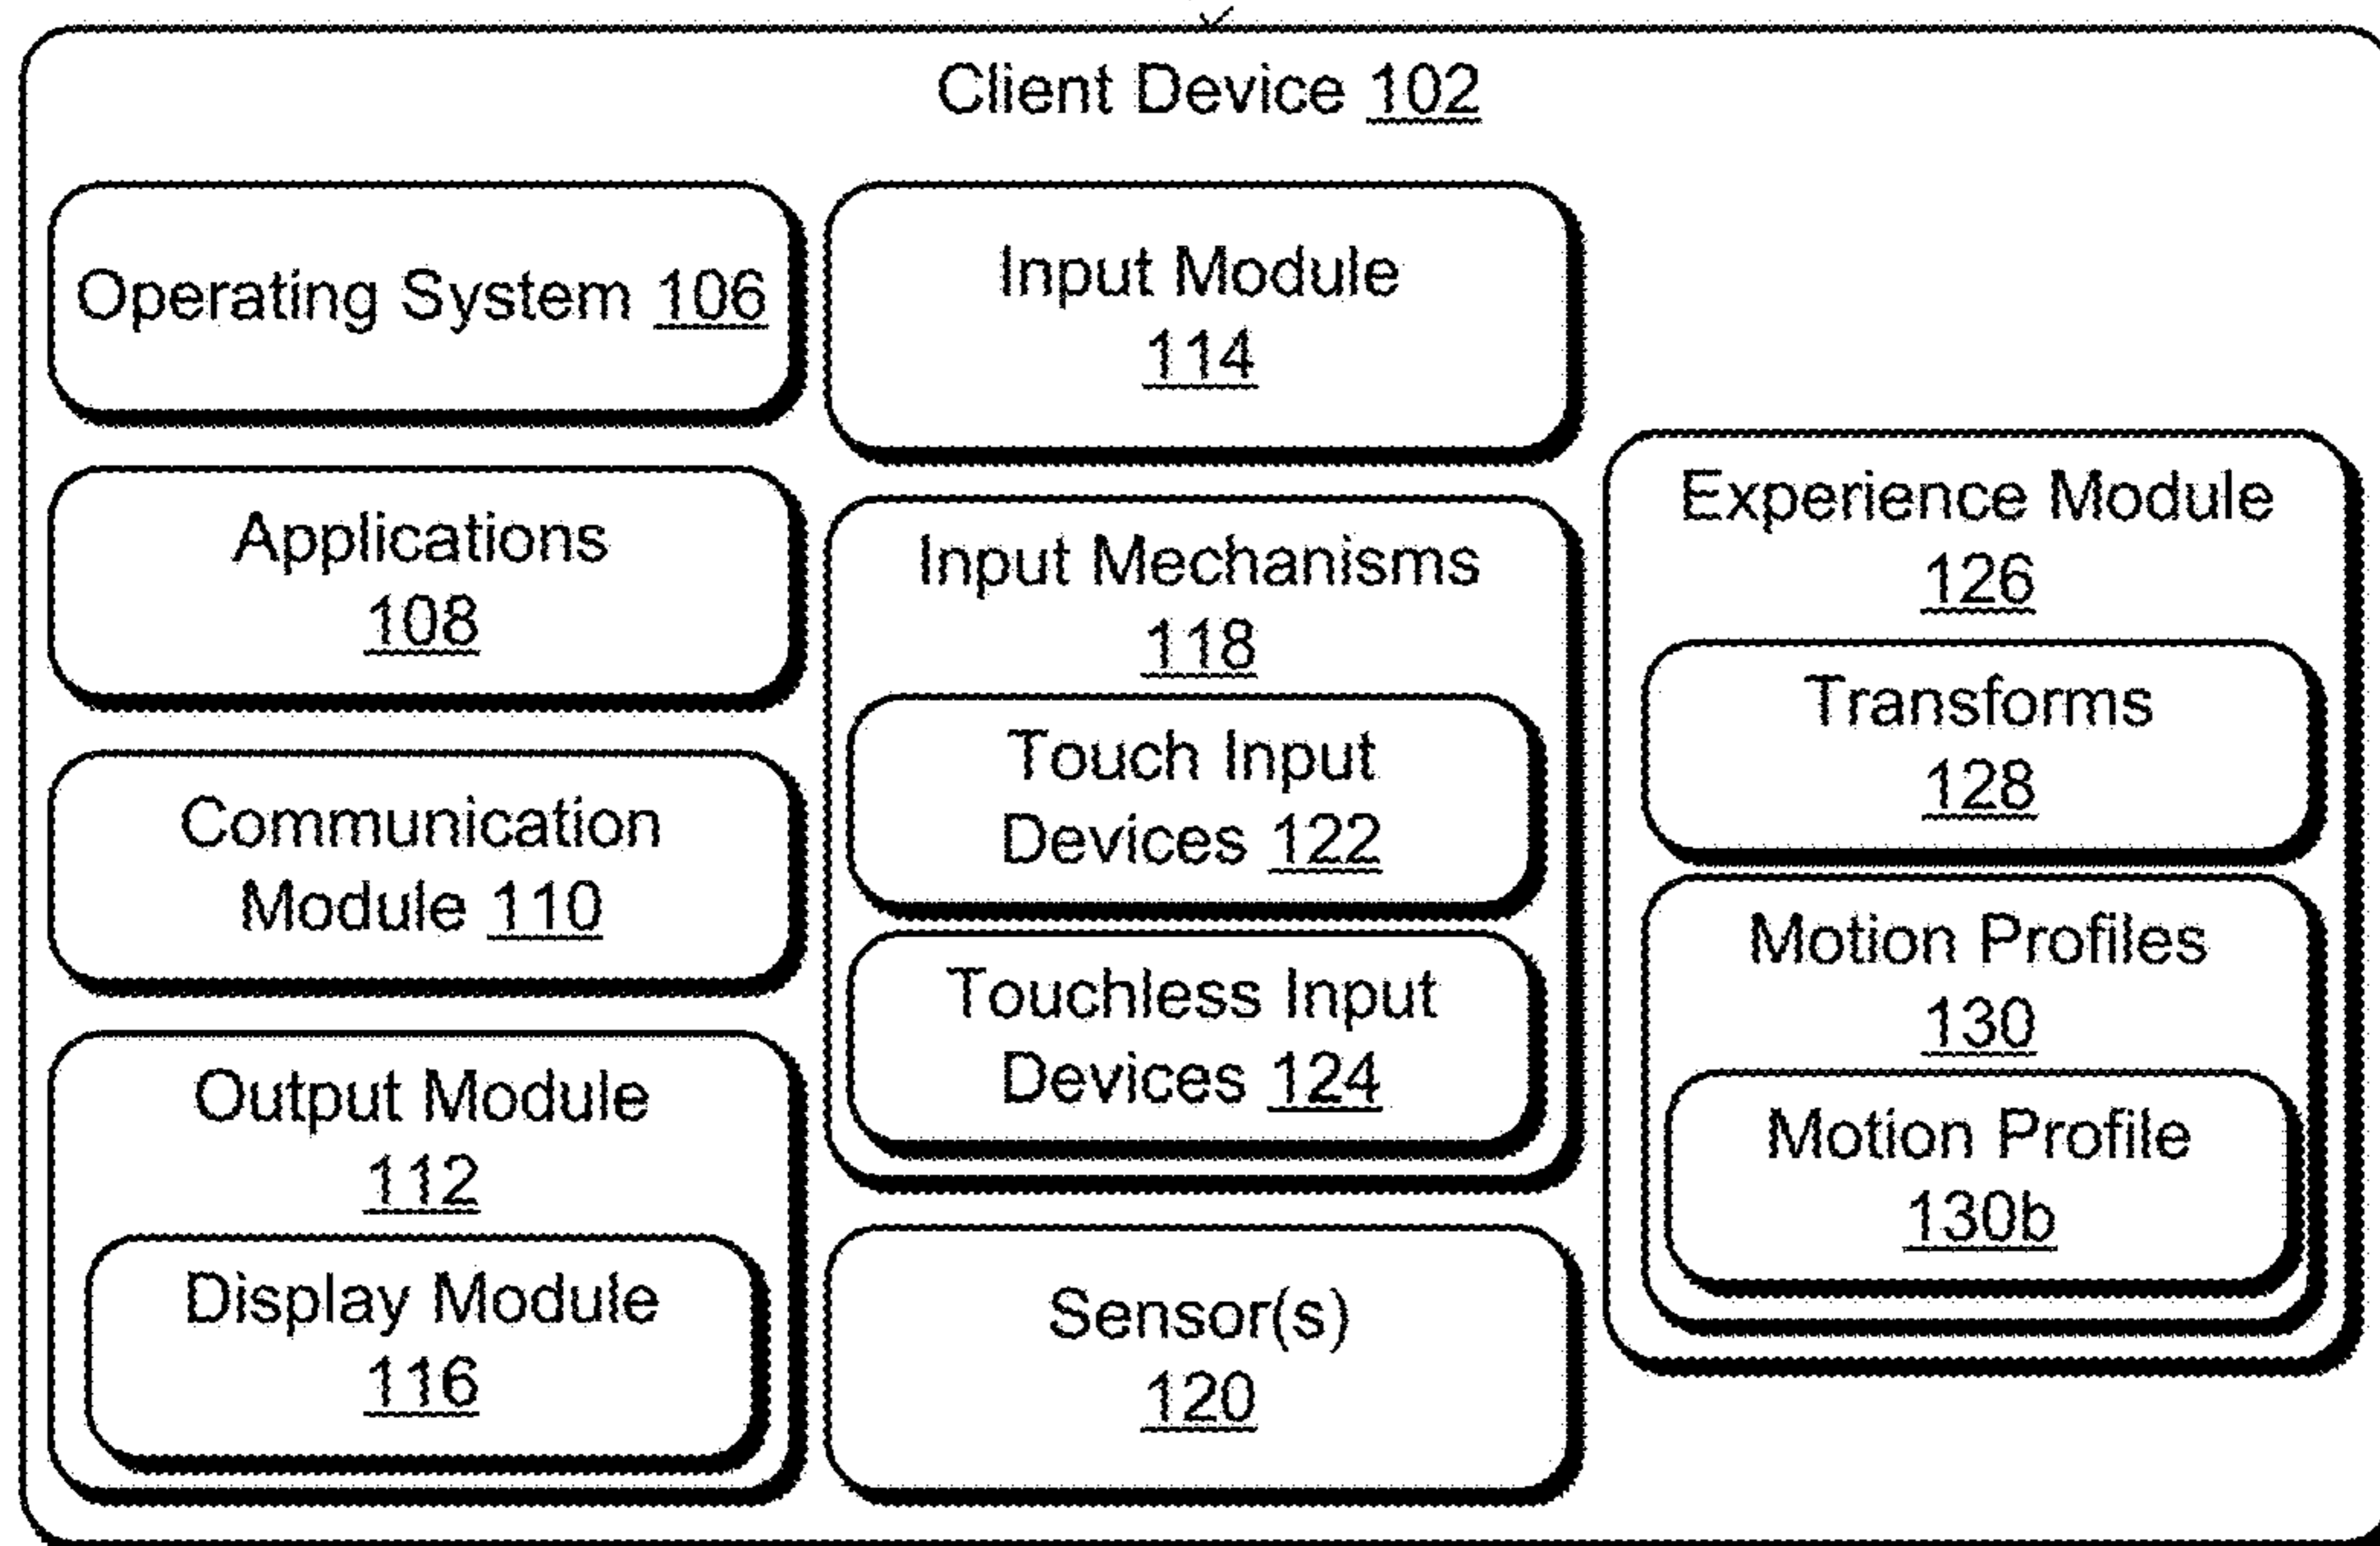 Client Device 102
Operating System 106
Applications
108
Communication
Module 110
Output Module
112
Display Module
116
Input Module
114
Input Mechanisms
118
Touch Input
Devices 122
Touchless Input
Devices 124
Sensor(s)
120
Experience Module
126
Transforms
128
Motion Profiles
130
Motion Profile
130b